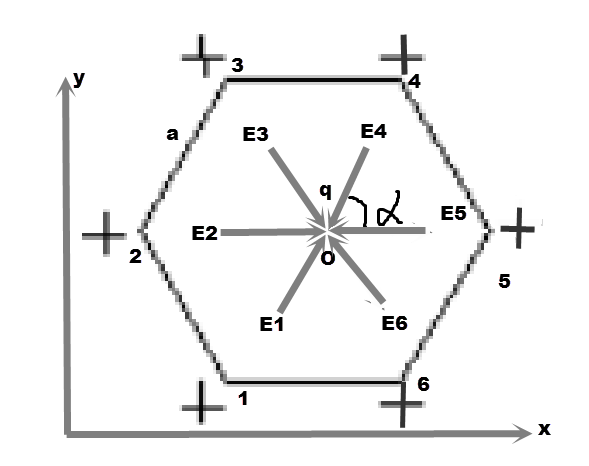 + +
3
4
y
a
E3 E4
q
α
E5
E2
+ +
2
O
5
E1 E6
1 6
+ +
x